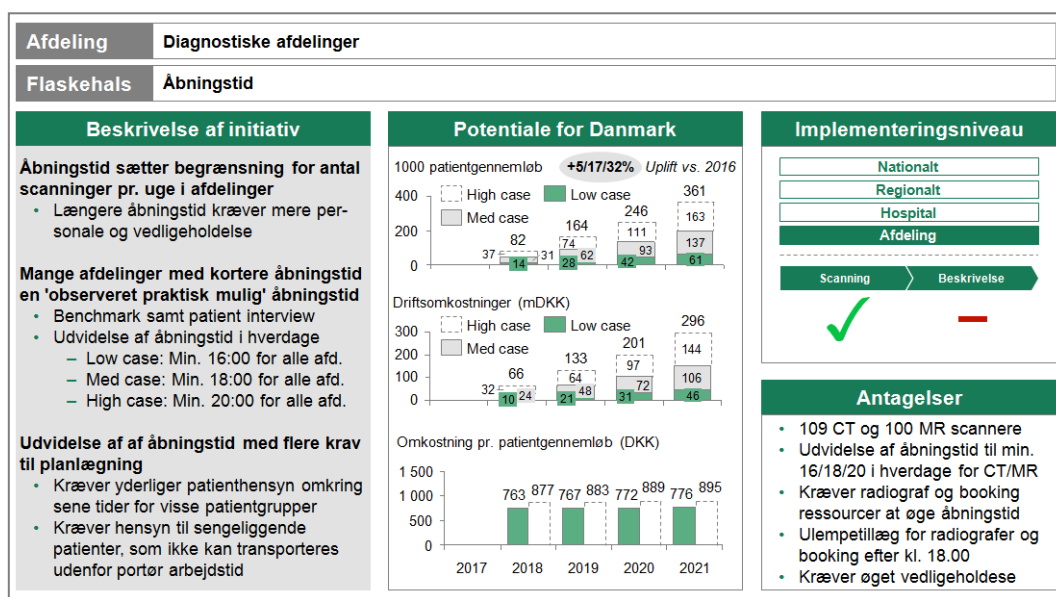 Afdeling
Diagnostiske afdelinger
Flaskehals
Åbningstid
Beskrivelse af initiativ
Åbningstid sætter begrænsning for antal
scanninger pr. uge i afdelinger
• Længere åbningstid kræver mere per-
sonale og vedligeholdelse
Mange afdelinger med kortere åbningstid
en 'observeret praktisk mulig' åbningstid
• Benchmark samt patient interview
• Udvidelse af åbningstid i hverdage
– Low case: Min. 16:00 for alle afd.
– Med case: Min. 18:00 for alle afd.
– High case: Min. 20:00 for alle afd.
Udvidelse af af åbningstid med flere krav
til planlægning
• Kræver yderliger patienthensyn omkring
sene tider for visse patientgrupper
• Kræver hensyn til sengeliggende
patienter, som ikke kan transporteres
udenfor portør arbejdstid
Potentiale for Danmark
1000 patientgennemløb +5/17/32% Uplift vs. 2016
High case Low case
Med case
400
200
0
37 82 14 31
164 74 62 28
246 111 93 42
361 163 137 61
Driftsomkostninger (mDKK)
High case Low case
Med case
300
200
100
0
32 66 10 24
133 64 48 21
201 97 72 31
296 144 106 46
Omkostning pr. patientgennemløb (DKK)
1 500
1 000
500
0
763 877 767 883 772 889 776 895
2017 2018 2019 2020 2021
Implementeringsniveau
Nationalt
Regionalt
Hospital
Afdeling
Scanning Beskrivelse
Antagelser
• 109 CT og 100 MR scannere
• Udvidelse af åbningstid til min.
16/18/20 i hverdage for CT/MR
• Kræver radiograf og booking
ressourcer at øge åbningstid
• Ulempetillæg for radiografer og
booking efter kl. 18.00
• Kræver øget vedligeholdese